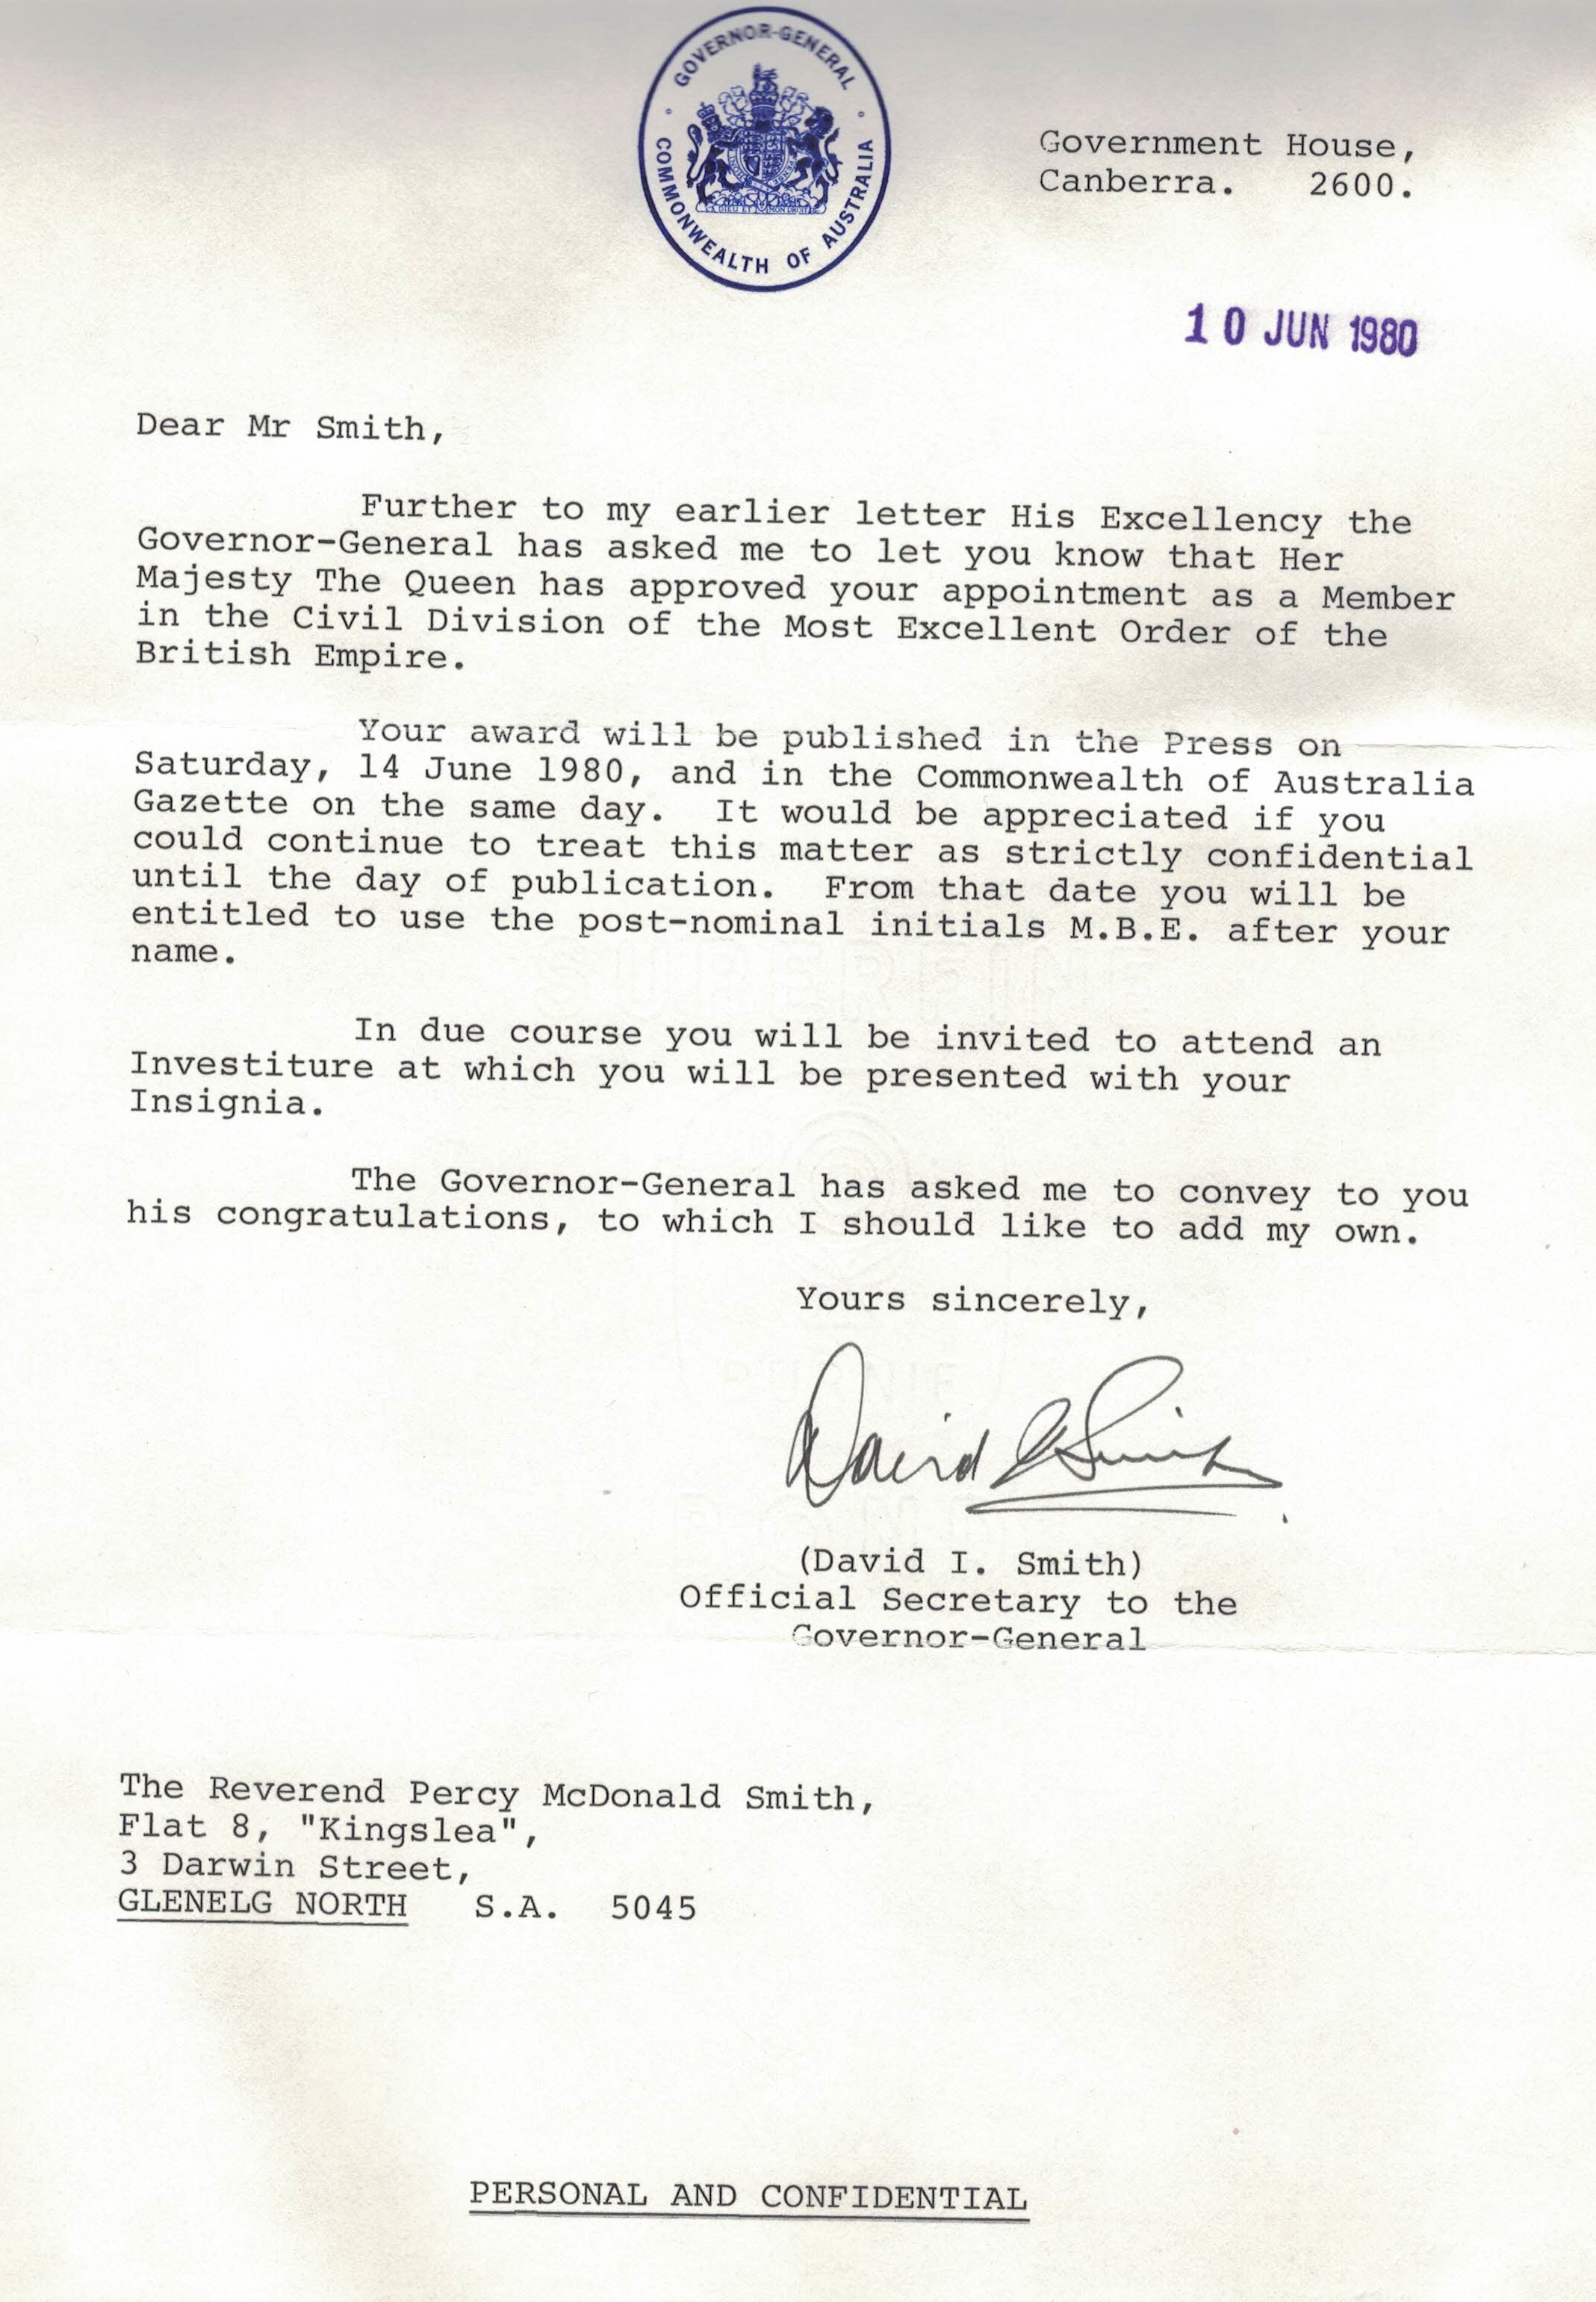 GOVERNOR-GENERAL
COMMONWEALTH OF AUSTRALIA
Government House,
Canberra. 2600.
10 JUN 1980
Dear Mr Smith,
Further to my earlier letter His Excellency the
Governor-General has asked me to let you know that Her
Majesty The Queen has approved your appointment as a Member
in the Civil Division of the Most Excellent Order of the
British Empire.
Your award will be published in the Press on
Saturday, 14 June 1980, and in the Commonwealth of Australia
Gazette on the same day. It would be appreciated if you
could continue to treat this matter as strictly confidential
until the day of publication. From that date you will be
entitled to use the post-nominal initials M.B.E. after your
name.
In due course you will be invited to attend an
Investiture at which you will be presented with your
Insignia.
The Governor-General has asked me to convey to you
his congratulations, to which I should like to add my own.
Yours sincerely,
David I Smith
(David I. Smith)
Official Secretary to the
Governor-General
The Reverend Percy McDonald Smith,
Flat 8, "Kingslea",
3 Darwin Street,
GLENELG NORTH S.A. 5045
PERSONAL AND CONFIDENTIAL